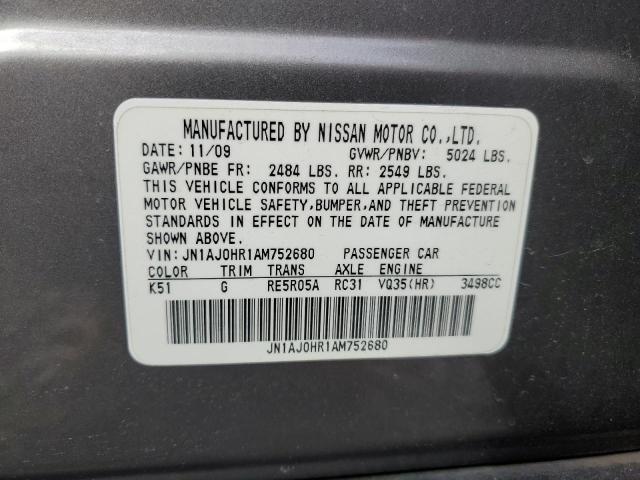 MANUFACTURED BY NISSAN MOTOR CO.,LTD.
DATE: 11/09 GVWR/PNBV: 5024 LBS.
GAWR/PNBE FR: 2484 LBS. RR: 2549 LBS.
THIS VEHICLE CONFORMS TO ALL APPLICABLE FEDERAL
MOTOR VEHICLE SAFETY,BUMPER,AND THEFT PREVENTION
STANDARDS IN EFFECT ON THE DATE OF MANUFACTURE
SHOWN ABOVE.
VIN: JN1AJ0HR1AM752680 PASSENGER CAR
COLOR TRIM TRANS AXLE ENGINE
K51 G RE5R05A RC31 VQ35(HR) 3498CC
JN1AJ0HR1AM752680